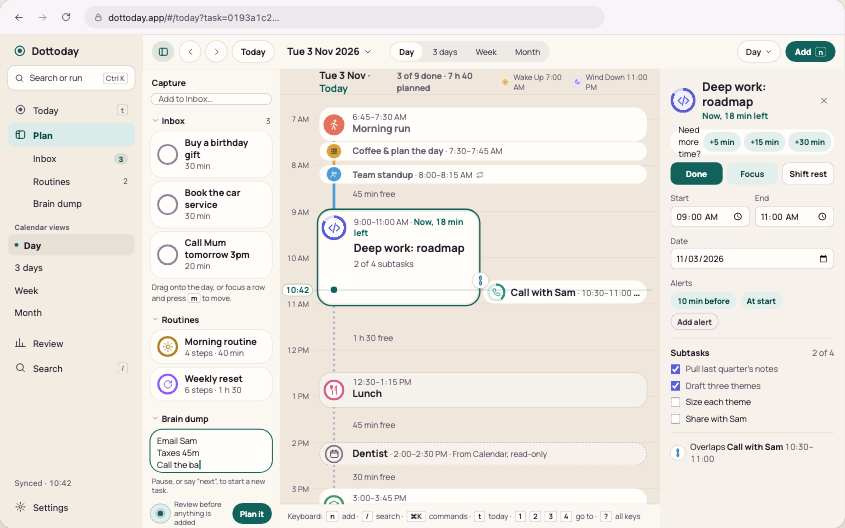 dottoday.app/#/today?task=0193a1c2...
Dottoday
Search or run Ctrl K
Today t
Plan
Inbox 3
Routines 2
Brain dump
Calendar views
Day
3 days
Week
Month
Review
Search /
Synced · 10:42
Settings
Today
Tue 3 Nov 2026
Day 3 days Week Month
Day
Add n
Capture
Add to Inbox...
Inbox 3
Buy a birthday
gift
30 min
Book the car
service
30 min
Call Mum
tomorrow 3pm
20 min
Drag onto the day, or focus a row
and press m to move.
Routines
Morning routine
4 steps · 40 min
Weekly reset
6 steps · 1 h 30
Brain dump
Email Sam
Taxes 45m
Call the ba
Pause, or say "next", to start a new
task.
Review before
anything is
added
Plan it
Tue 3 Nov ·
Today
3 of 9 done · 7 h 40
planned
Wake Up 7:00
AM
Wind Down 11:00
PM
7 AM
6:45–7:30 AM
Morning run
Coffee & plan the day · 7:30–7:45 AM
8 AM
Team standup · 8:00–8:15 AM
45 min free
9 AM
9:00–11:00 AM · Now, 18 min
left
Deep work: roadmap
2 of 4 subtasks
10 AM
10:42
Call with Sam · 10:30–11:00 ...
11 AM
1 h 30 free
12 PM
12:30–1:15 PM
Lunch
1 PM
45 min free
2 PM
Dentist · 2:00–2:30 PM · From Calendar, read-only
30 min free
3 PM
3:00–3:45 PM
Keyboard: n add · / search · ⌘K commands · t today · 1 2 3 4 go to · ? all keys
Deep work:
roadmap
Now, 18 min left
Need
more
time?
+5 min +15 min +30 min
Done Focus Shift rest
Start End
09:00 AM 11:00 AM
Date
11/03/2026
Alerts
10 min before At start
Add alert
Subtasks 2 of 4
Pull last quarter's notes
Draft three themes
Size each theme
Share with Sam
Overlaps Call with Sam 10:30–
11:00